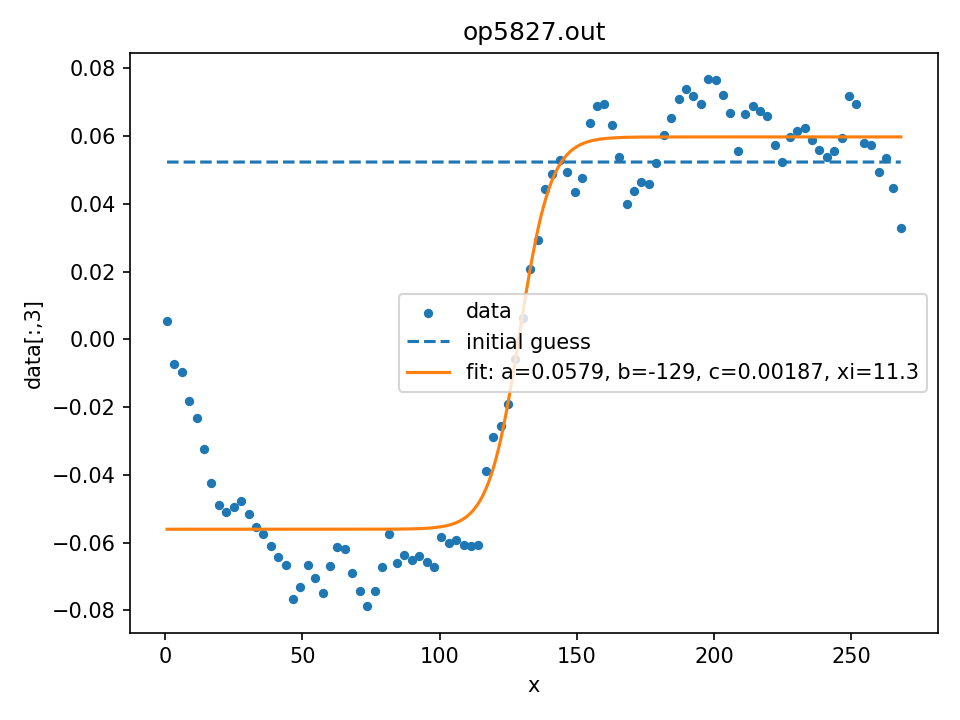 op5827.out
0.08
0.06
0.04
0.02
0.00
−0.02
−0.04
−0.06
−0.08
data[:,3]
data
initial guess
fit: a=0.0579, b=-129, c=0.00187, xi=11.3
0 50 100 150 200 250
x